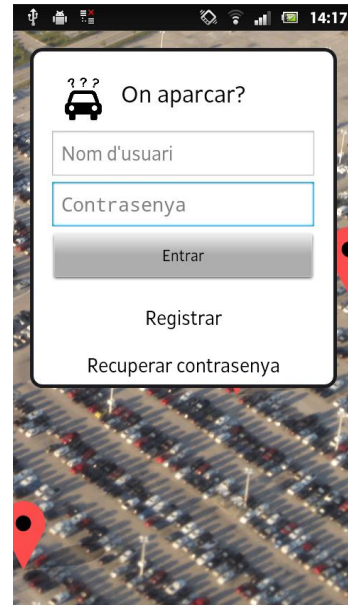 14:17
? ? ?
On aparcar?
Nom d'usuari
Contrasenya
Entrar
Registrar
Recuperar contrasenya